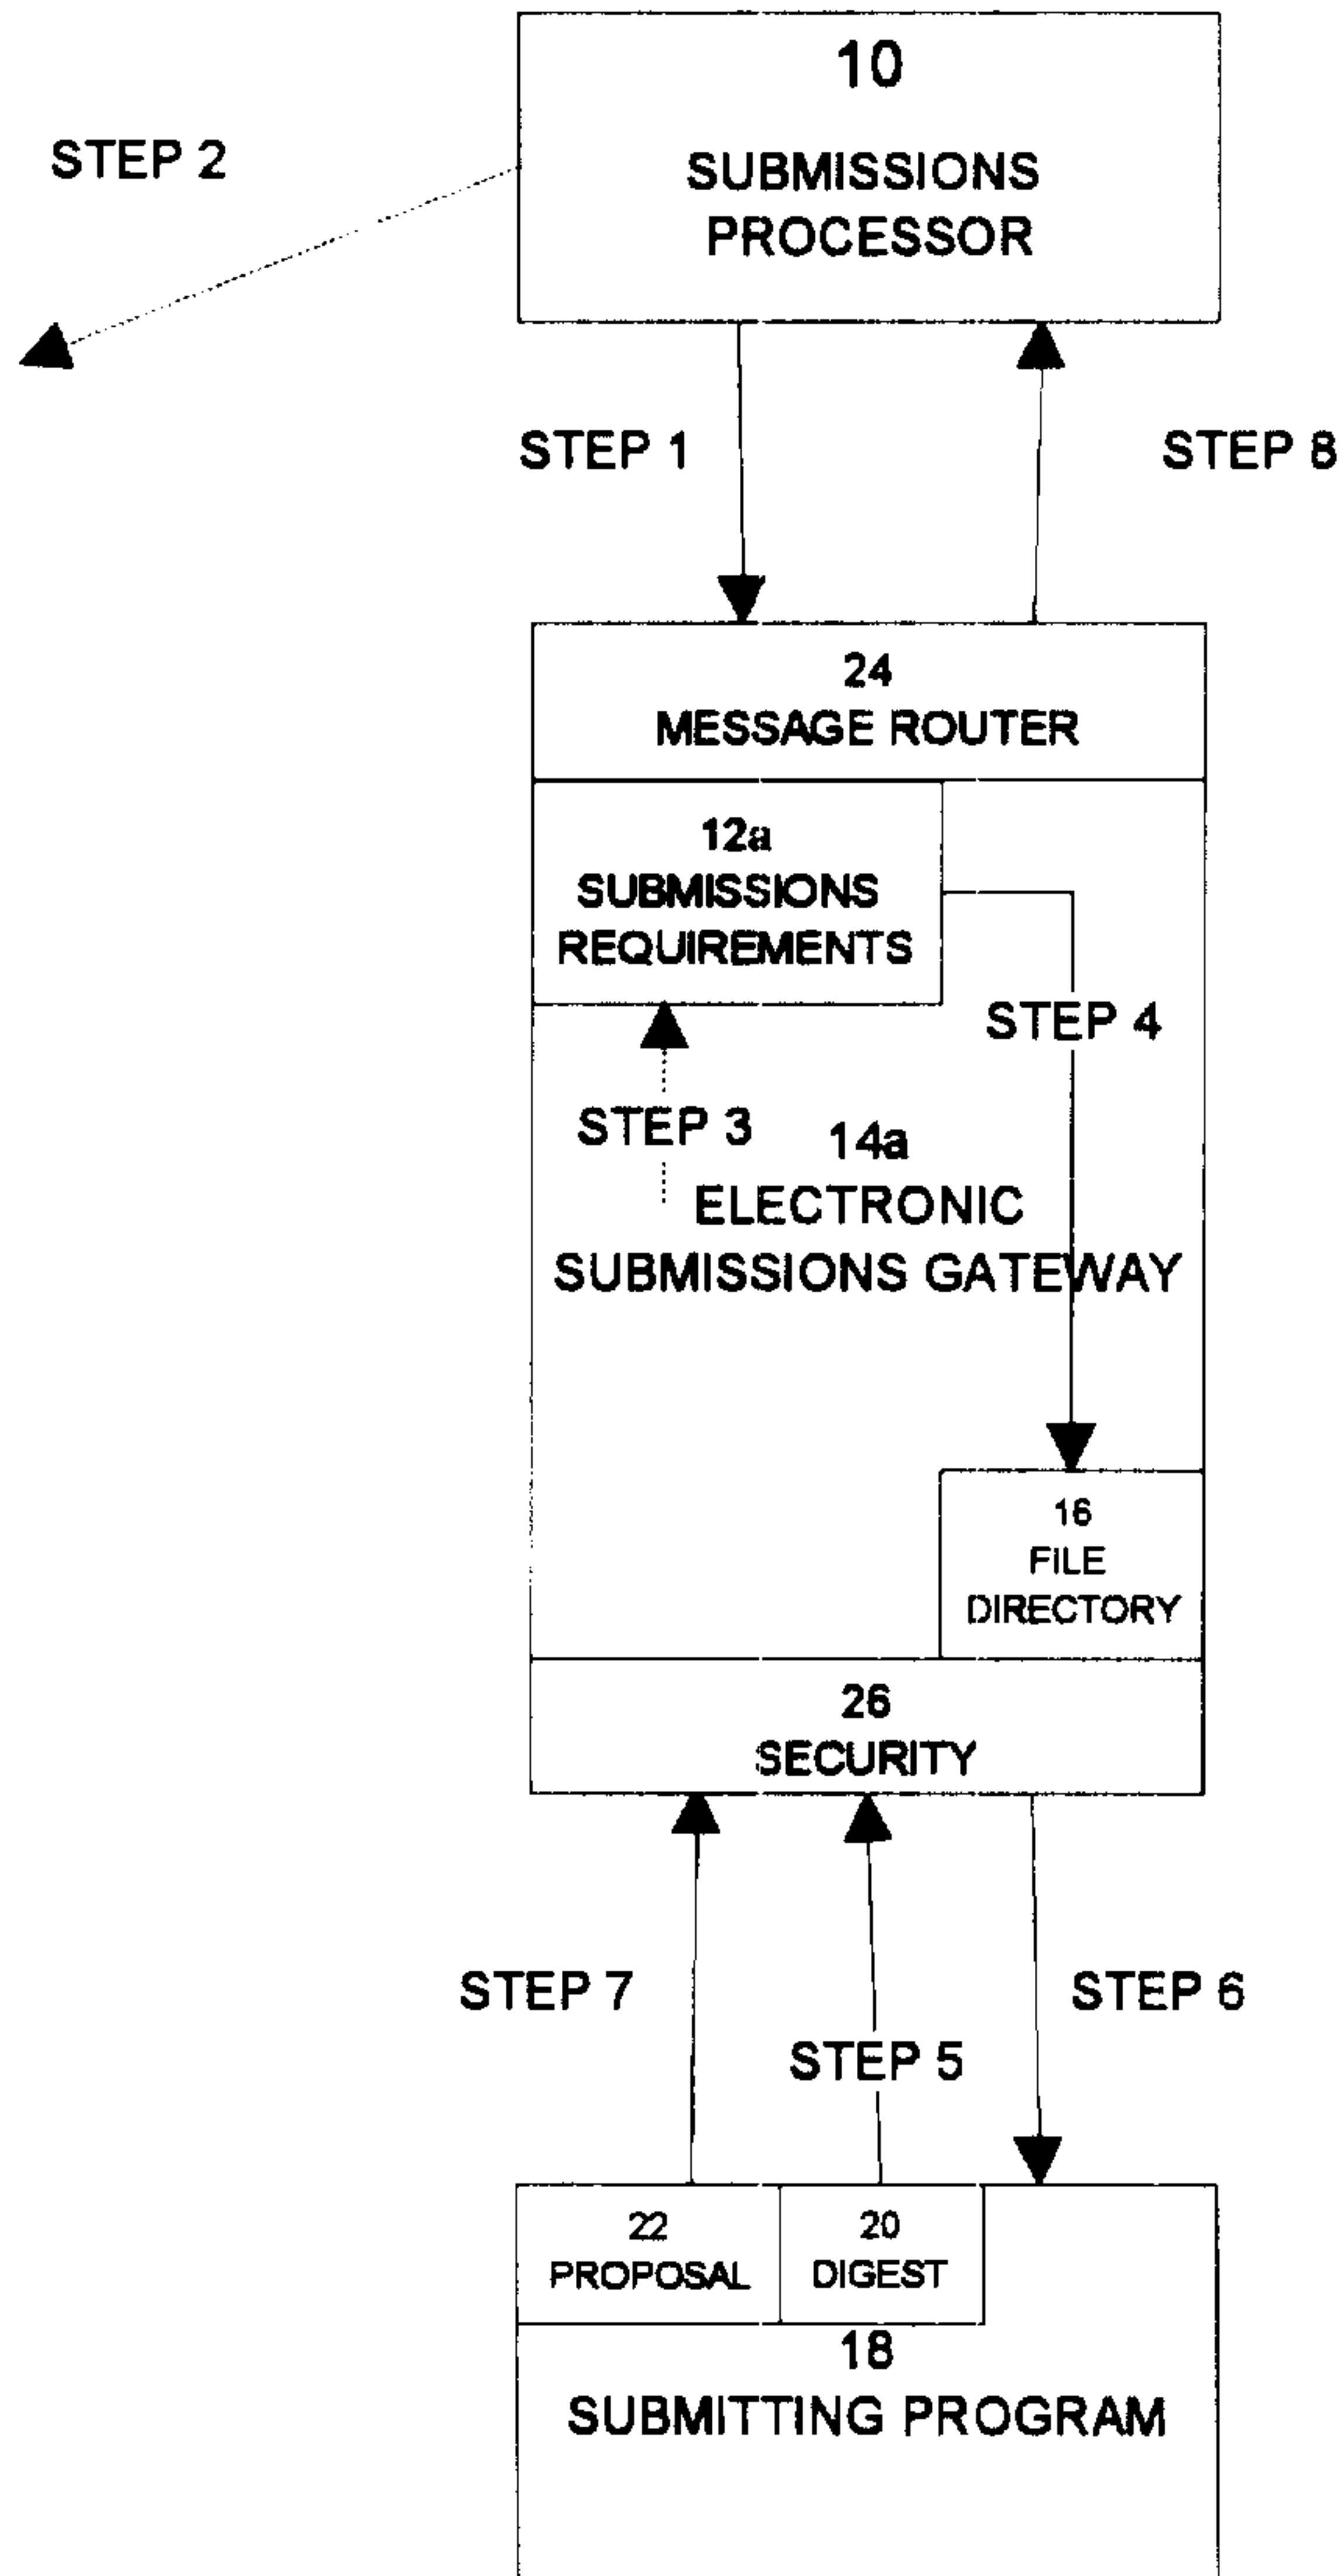 10
SUBMISSIONS
PROCESSOR
STEP 2
STEP 1
STEP 8
24
MESSAGE ROUTER
12a
SUBMISSIONS
REQUIREMENTS
STEP 4
STEP 3
14a
ELECTRONIC
SUBMISSIONS GATEWAY
16
FILE
DIRECTORY
26
SECURITY
STEP 7
STEP 6
STEP 5
22
PROPOSAL
20
DIGEST
18
SUBMITTING PROGRAM